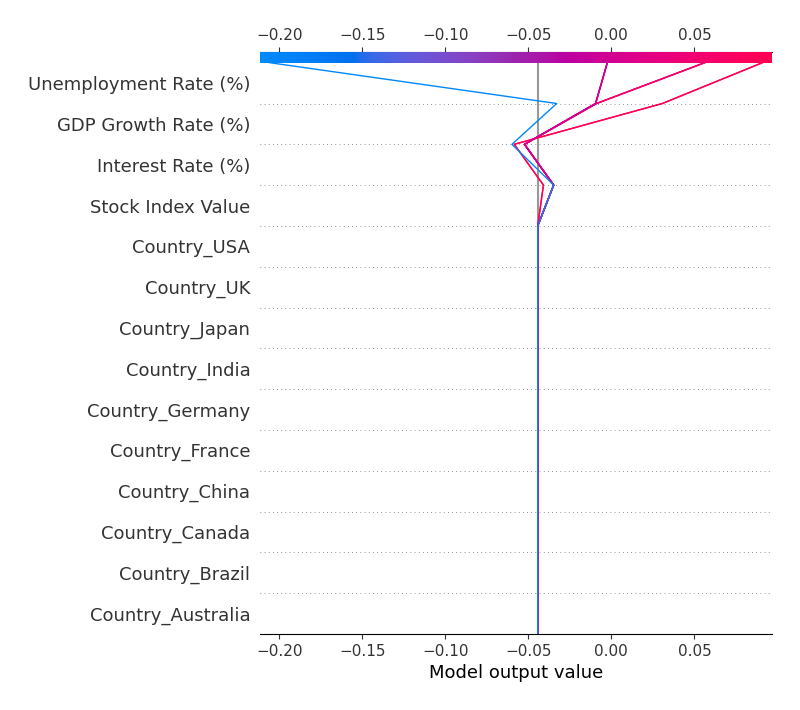 −0.20 −0.15 −0.10 −0.05 0.00 0.05
Unemployment Rate (%)
GDP Growth Rate (%)
Interest Rate (%)
Stock Index Value
Country_USA
Country_UK
Country_Japan
Country_India
Country_Germany
Country_France
Country_China
Country_Canada
Country_Brazil
Country_Australia
−0.20 −0.15 −0.10 −0.05 0.00 0.05
Model output value